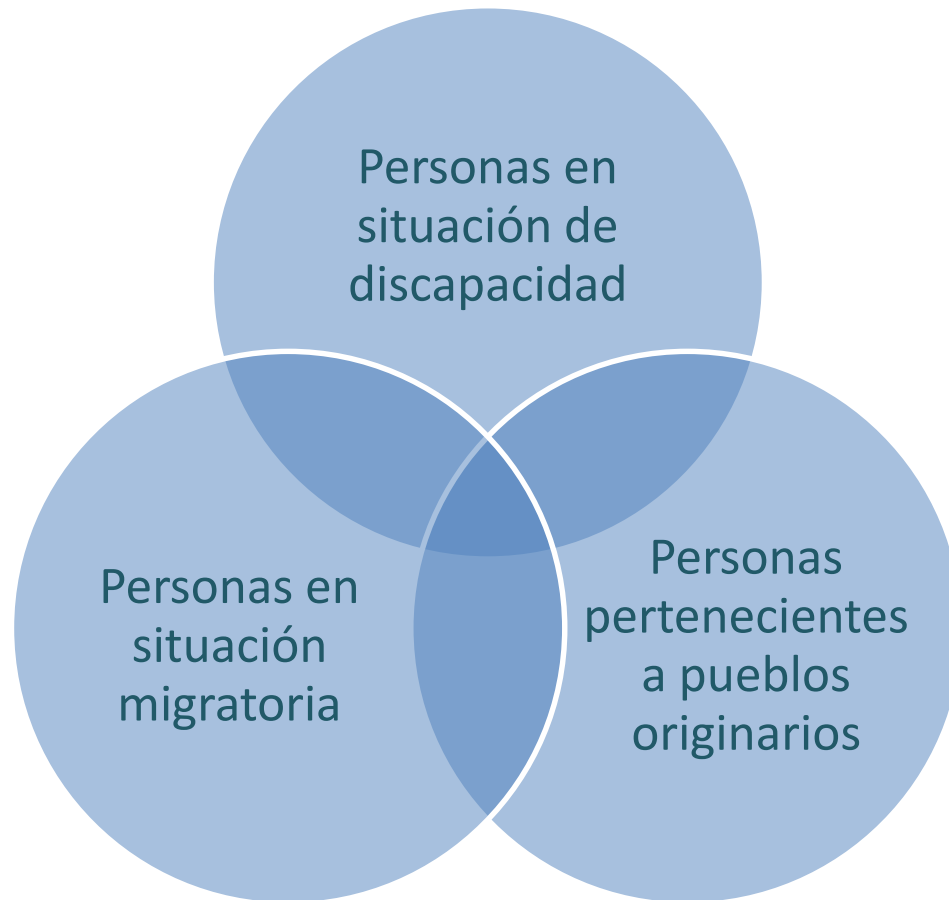 Personas en
situación de
discapacidad
Personas en
situación
migratoria
Personas
pertenecientes
a pueblos
originarios